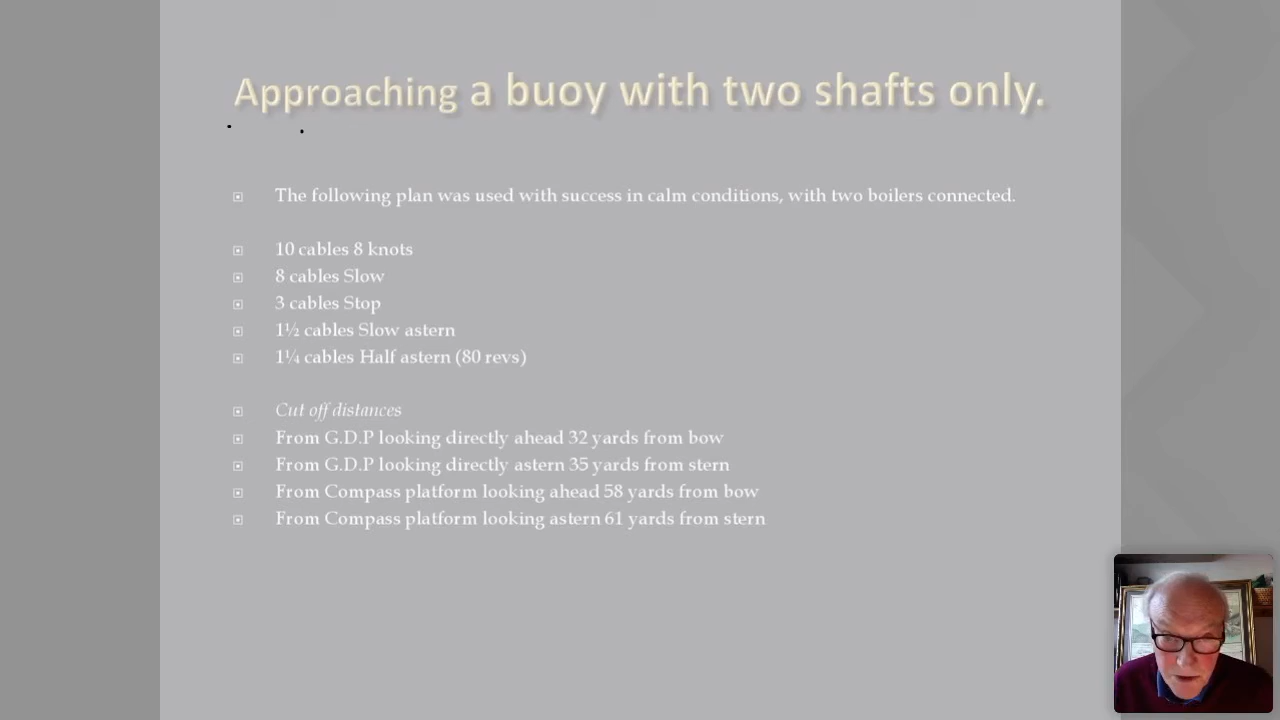 Approaching a buoy with two shafts only.
The following plan was used with success in calm conditions, with two boilers connected.
10 cables 8 knots
8 cables Slow
3 cables Stop
1½ cables Slow astern
1¼ cables Half astern (80 revs)
Cut off distances
From G.D.P looking directly ahead 32 yards from bow
From G.D.P looking directly astern 35 yards from stern
From Compass platform looking ahead 58 yards from bow
From Compass platform looking astern 61 yards from stern